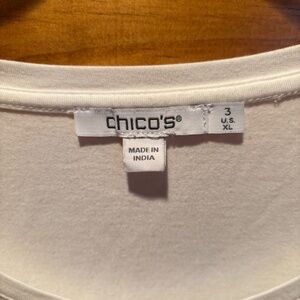 chico's®
3
U.S.
XL
MADE IN
INDIA